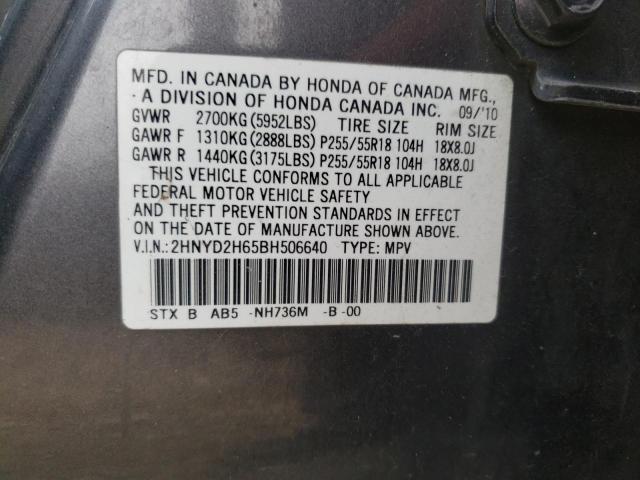 MFD. IN CANADA BY HONDA OF CANADA MFG.,
A DIVISION OF HONDA CANADA INC. 09/'10
GVWR 2700KG(5952LBS) TIRE SIZE RIM SIZE
GAWR F 1310KG(2888LBS) P255/55R18 104H 18X8.0J
GAWR R 1440KG(3175LBS) P255/55R18 104H 18X8.0J
THIS VEHICLE CONFORMS TO ALL APPLICABLE
FEDERAL MOTOR VEHICLE SAFETY
AND THEFT PREVENTION STANDARDS IN EFFECT
ON THE DATE OF MANUFACTURE SHOWN ABOVE.
V.I.N.: 2HNYD2H65BH506640 TYPE: MPV
STX B AB5 -NH736M -B -00